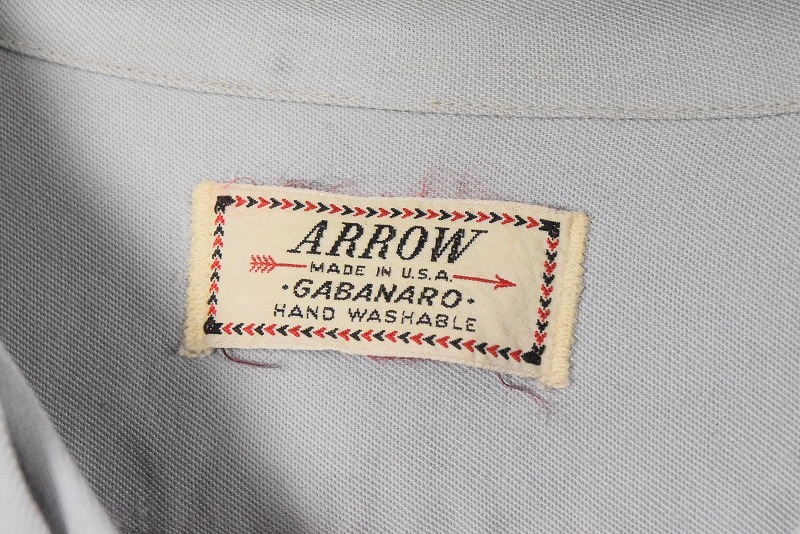 ARROW
MADE IN U.S.A.
·GABANARO·
HAND WASHABLE